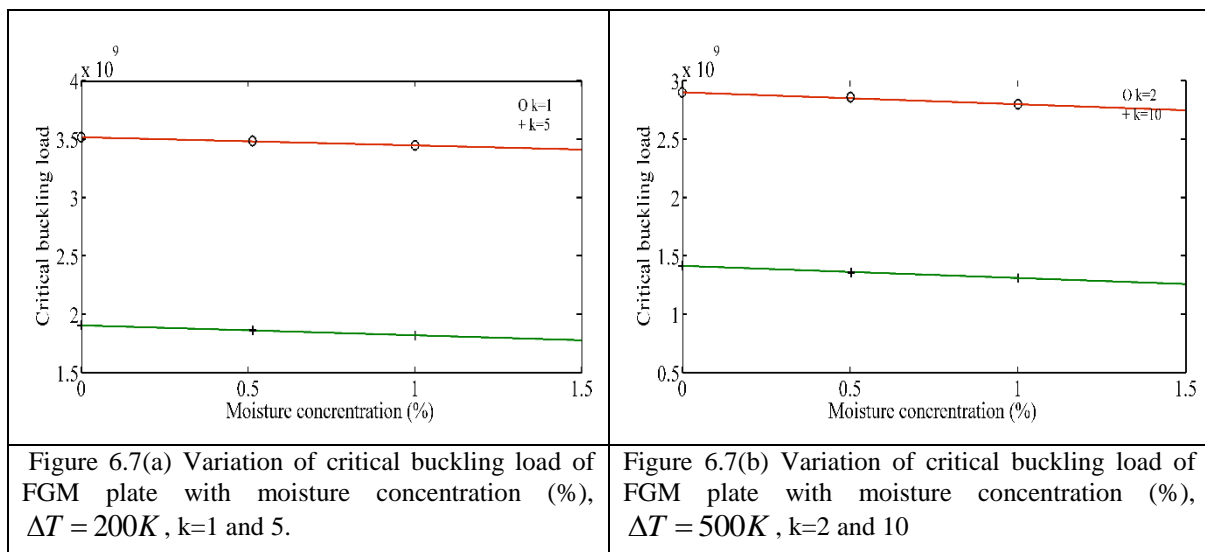 x 10 9
4
3.5
3
2.5
2
1.5
0
0.5
1
1.5
Critical buckling load
Moisture concrentration (%)
O k=1
+ k=5
x 10 9
3
2.5
2
1.5
1
0.5
0
0.5
1
1.5
Critical buckling load
Moisture concrentration (%)
O k=2
+ k=10
Figure 6.7(a) Variation of critical buckling load of
FGM plate with moisture concentration (%),
ΔT = 200K , k=1 and 5.
Figure 6.7(b) Variation of critical buckling load of
FGM plate with moisture concentration (%),
ΔT = 500K , k=2 and 10